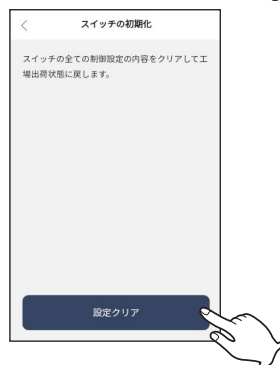 スイッチの初期化
スイッチの全ての制御設定の内容をクリアして工
場出荷状態に戻します。
設定クリア